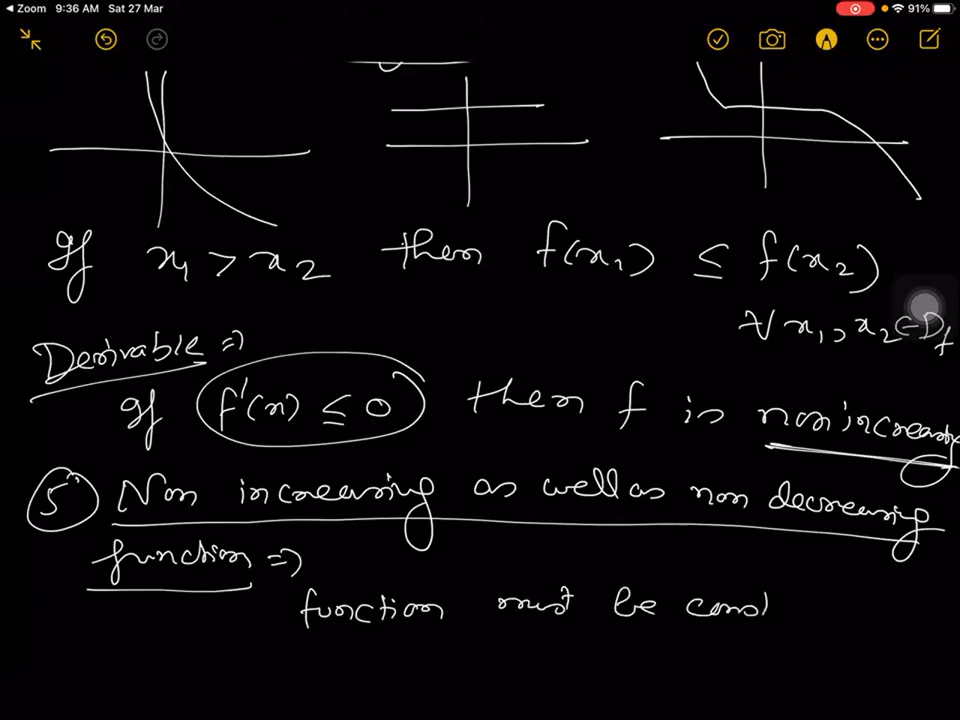 Zoom 9:36 AM Sat 27 Mar 91%
If x₁ > x₂ then f(x₁) ≤ f(x₂)
∀ x₁, x₂ ∈ D_f
Derivable ⇒
If f'(x) ≤ 0 then f is non increasing
5 Non increasing as well as non decreasing
function ⇒
function must be const